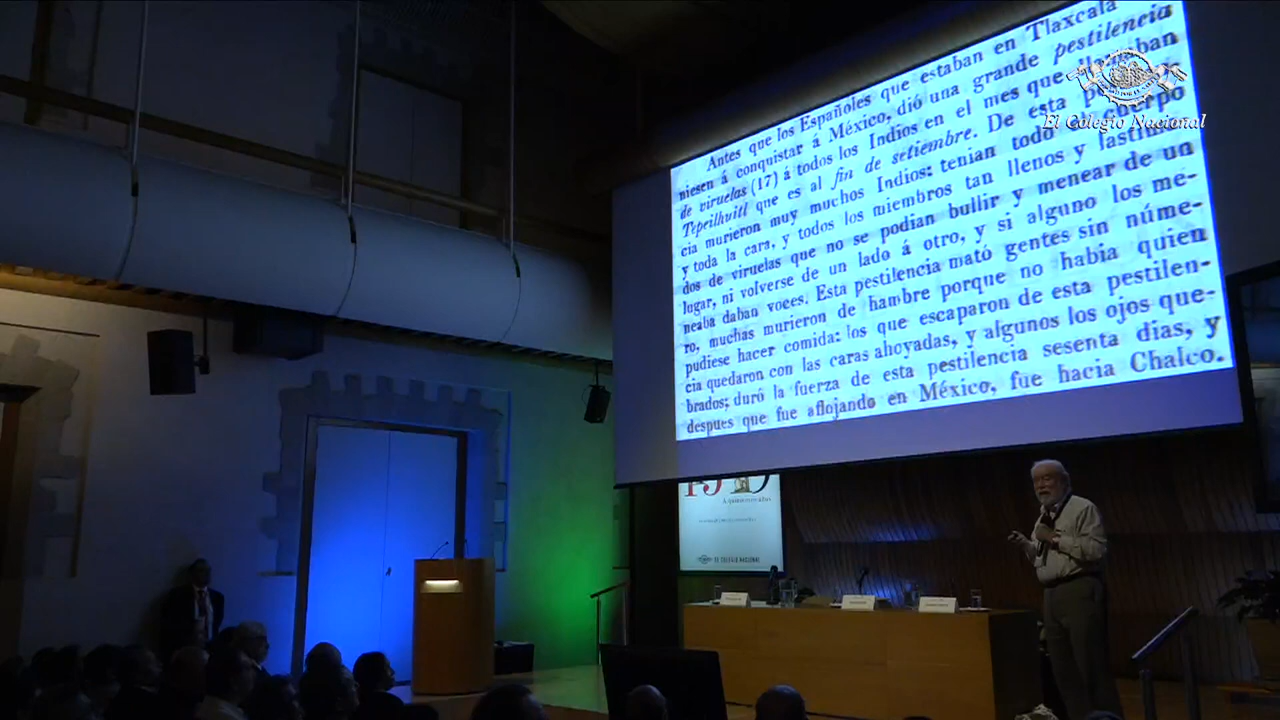 Antes que los Españoles que estaban en Tlaxcala
niesen á conquistar á México, dió una grande pestilencia
de viruelas (17) á todos los Indios en el mes que ban
Tepeilhuitl que es al fin de setiembre. De esta
cia murieron muy muchos Indios: tenian todo cuerpo
y toda la cara, y todos los miembros tan llenos y lastima-
dos de viruelas que no se podian bullir y menear de un
lugar, ni volverse de un lado á otro, y si alguno los me-
neaba daban voces. Esta pestilencia mató gentes sin núme-
ro, muchas murieron de hambre porque no habia quien
pudiese hacer comida: los que escaparon de esta pestilen-
cia quedaron con las caras ahoyadas, y algunos los ojos que-
brados; duró la fuerza de esta pestilencia sesenta dias, y
despues que fue aflojando en México, fue hacia Chalco.
El Colegio Nacional
EL COLEGIO NACIONAL